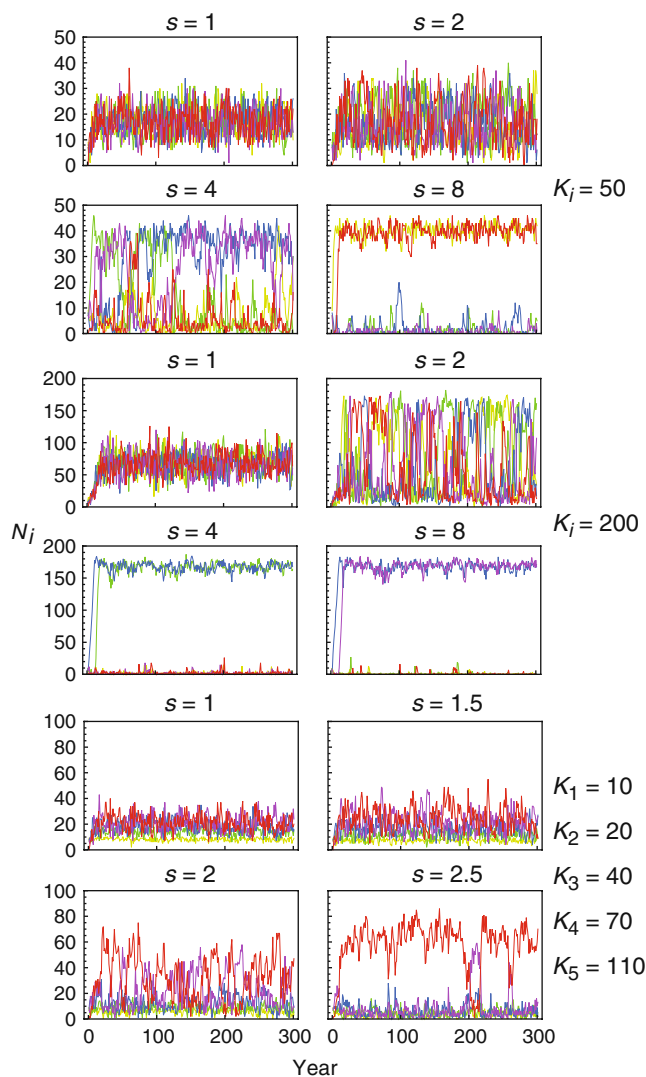 s = 1 s = 2
50
40
30
20
10
0
s = 4 s = 8 K_i = 50
50
40
30
20
10
0
s = 1 s = 2
200
150
100
50
0
N_i K_i = 200
s = 4 s = 8
200
150
100
50
0
s = 1 s = 1.5
100
80
60
40
20
0
K_1 = 10
K_2 = 20
s = 2 s = 2.5 K_3 = 40
100
80
60
40
20
0
K_4 = 70
K_5 = 110
0 100 200 300 0 100 200 300
Year